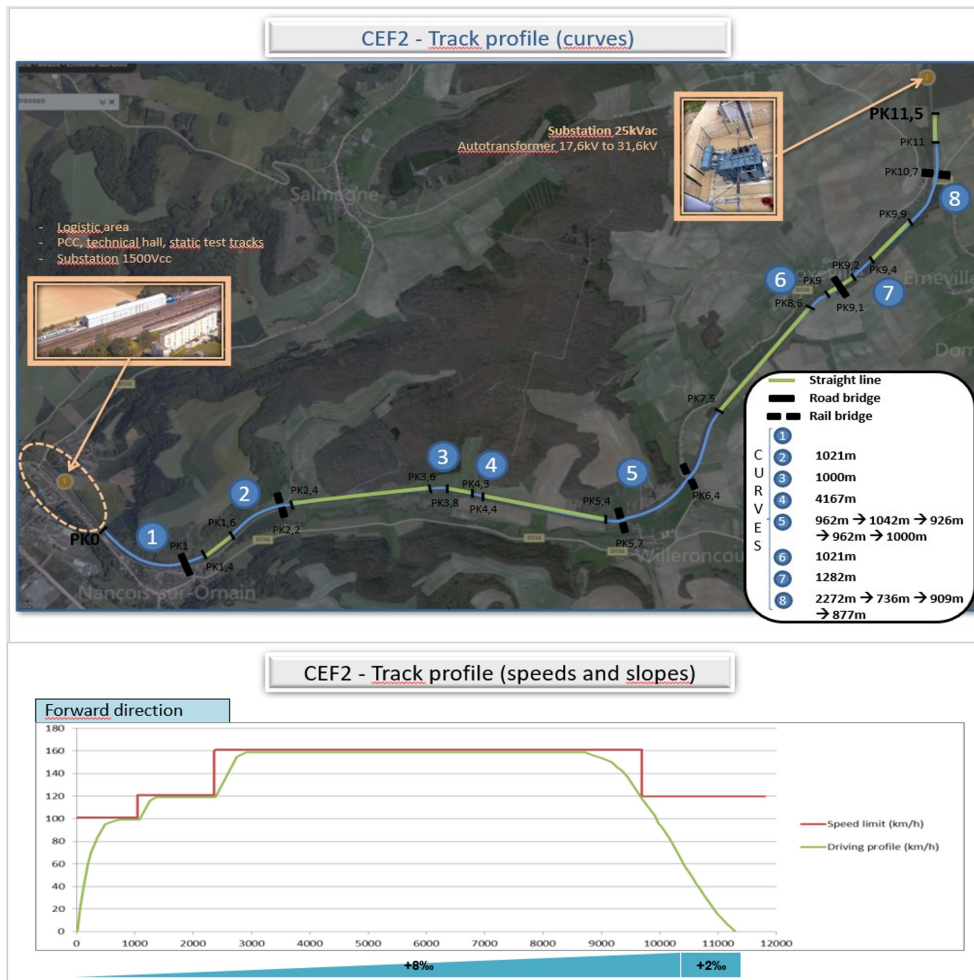 CEF2 - Track profile (curves)
Substation 25kVac
Autotransformer 17,6kV to 31,6kV
PK11,5
PK11
PK10,7
8
Salmagne
PK9,9
- Logistic area
- PCC, technical hall, static test tracks
- Substation 1500Vcc
6
PK9
PK9,2
PK9,4
Erneville
7
PK8,6
PK9,1
Straight line
Road bridge
Rail bridge
PK7,5
CURVES
1
2 1021m
3 1000m
4 4167m
5 962m → 1042m → 926m
→ 962m → 1000m
6 1021m
7 1282m
8 2272m → 736m → 909m
→ 877m
3
4
5
2
1
PK3,6
PK4,3
PK2,4
PK3,8
PK4,4
PK6,4
PK5,4
PK1,6
PK2,2
PK0
PK1
PK5,7
PK1,4
Willeroncou
Nancois-sur-Ornain
CEF2 - Track profile (speeds and slopes)
Forward direction
180
160
140
120
100
80
60
40
20
0
Speed limit (km/h)
Driving profile (km/h)
0 1000 2000 3000 4000 5000 6000 7000 8000 9000 10000 11000 12000
+8‰ +2‰